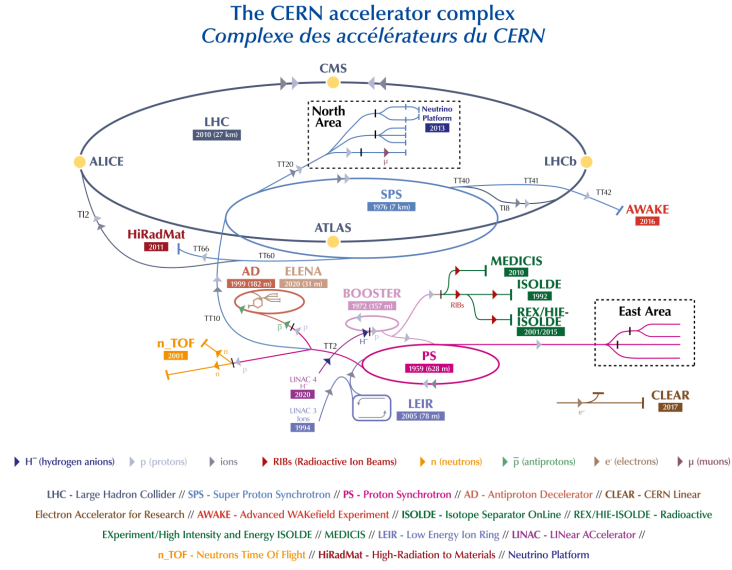 The CERN accelerator complex
Complexe des accélérateurs du CERN
CMS
North
Area
Neutrino
Platform
2013
LHC
2010 (27 km)
μ
TT20
ALICE
LHCb
TT40
TT41
SPS
1976 (7 km)
TT42
TI8
TI2
AWAKE
2016
ATLAS
HiRadMat
2011
TT66
TT60
AD
1999 (182 m)
ELENA
2020 (31 m)
MEDICIS
2010
ISOLDE
1992
BOOSTER
1972 (157 m)
RIBs
REX/HIE-
ISOLDE
2001/2015
East Area
TT10
p̅
p
H⁻
p
n_TOF
2001
TT2
n
n
p
PS
1959 (628 m)
LINAC 4
H⁻
2020
LINAC 3
Ions
1994
LEIR
2005 (78 m)
CLEAR
2017
e⁻
H⁻ (hydrogen anions)
p (protons)
ions
RIBs (Radioactive Ion Beams)
n (neutrons)
p̅ (antiprotons)
e⁻ (electrons)
μ (muons)
LHC - Large Hadron Collider // SPS - Super Proton Synchrotron // PS - Proton Synchrotron // AD - Antiproton Decelerator // CLEAR - CERN Linear
Electron Accelerator for Research // AWAKE - Advanced WAKefield Experiment // ISOLDE - Isotope Separator OnLine // REX/HIE-ISOLDE - Radioactive
EXperiment/High Intensity and Energy ISOLDE // MEDICIS // LEIR - Low Energy Ion Ring // LINAC - LINear ACcelerator //
n_TOF - Neutrons Time Of Flight // HiRadMat - High-Radiation to Materials // Neutrino Platform